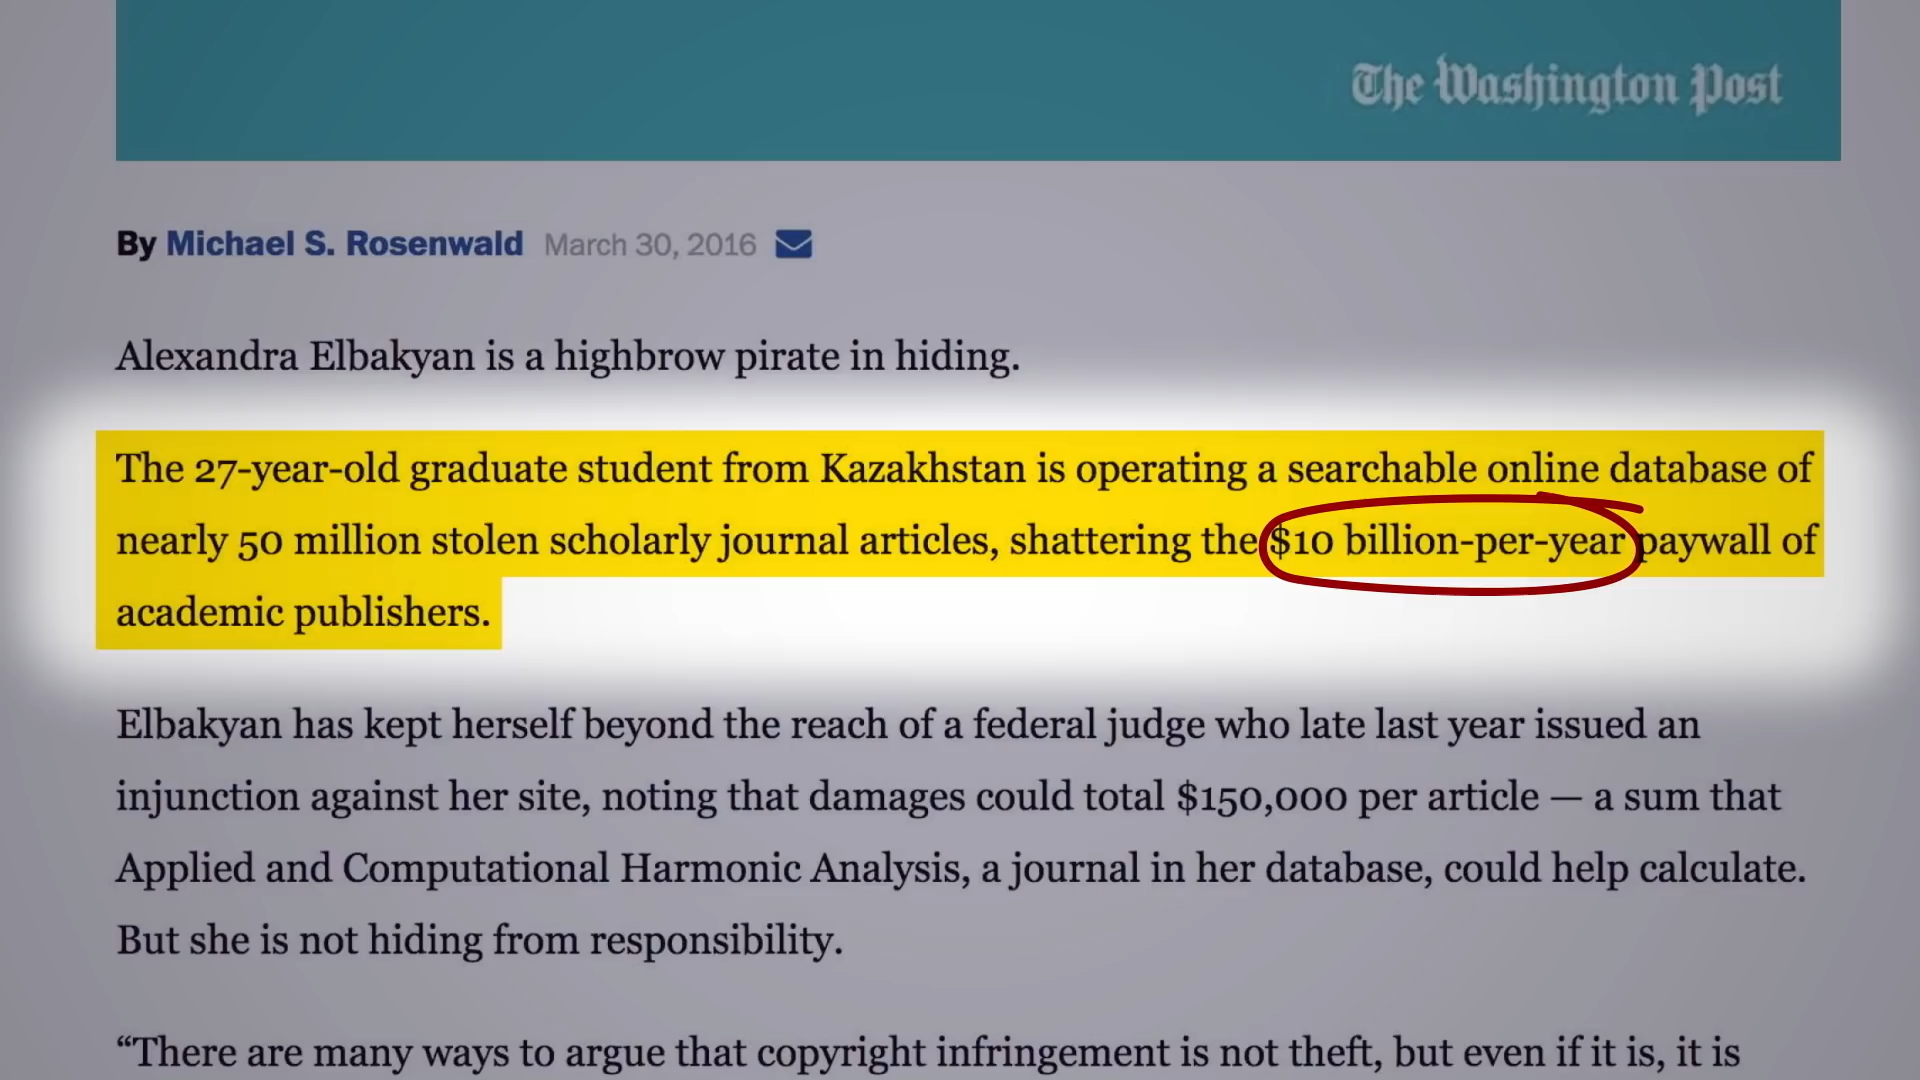 The Washington Post
By Michael S. Rosenwald March 30, 2016
Alexandra Elbakyan is a highbrow pirate in hiding.
The 27-year-old graduate student from Kazakhstan is operating a searchable online database of
nearly 50 million stolen scholarly journal articles, shattering the $10 billion-per-year paywall of
academic publishers.
Elbakyan has kept herself beyond the reach of a federal judge who late last year issued an
injunction against her site, noting that damages could total $150,000 per article — a sum that
Applied and Computational Harmonic Analysis, a journal in her database, could help calculate.
But she is not hiding from responsibility.
“There are many ways to argue that copyright infringement is not theft, but even if it is, it is